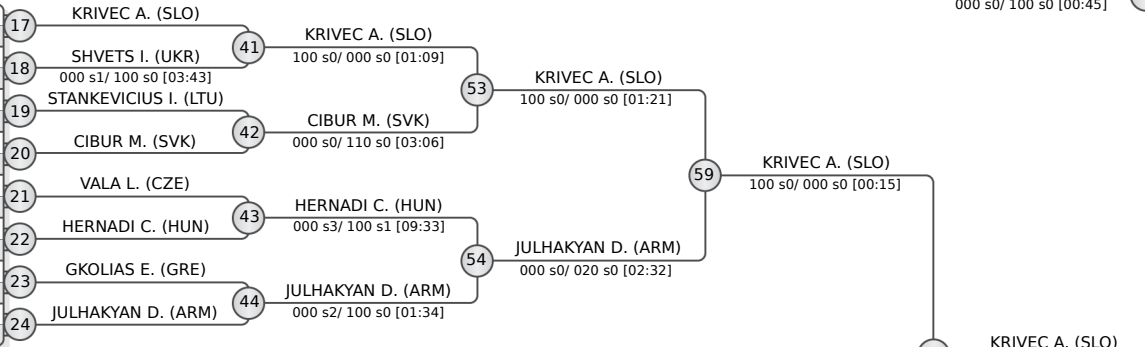 000 s0/ 100 s0 [00:45]
17
KRIVEC A. (SLO)
18
SHVETS I. (UKR)
000 s1/ 100 s0 [03:43]
41
KRIVEC A. (SLO)
100 s0/ 000 s0 [01:09]
19
STANKEVICIUS I. (LTU)
20
CIBUR M. (SVK)
42
CIBUR M. (SVK)
000 s0/ 110 s0 [03:06]
53
KRIVEC A. (SLO)
100 s0/ 000 s0 [01:21]
21
VALA L. (CZE)
22
HERNADI C. (HUN)
43
HERNADI C. (HUN)
000 s3/ 100 s1 [09:33]
23
GKOLIAS E. (GRE)
24
JULHAKYAN D. (ARM)
44
JULHAKYAN D. (ARM)
000 s2/ 100 s0 [01:34]
54
JULHAKYAN D. (ARM)
000 s0/ 020 s0 [02:32]
59
KRIVEC A. (SLO)
100 s0/ 000 s0 [00:15]
KRIVEC A. (SLO)